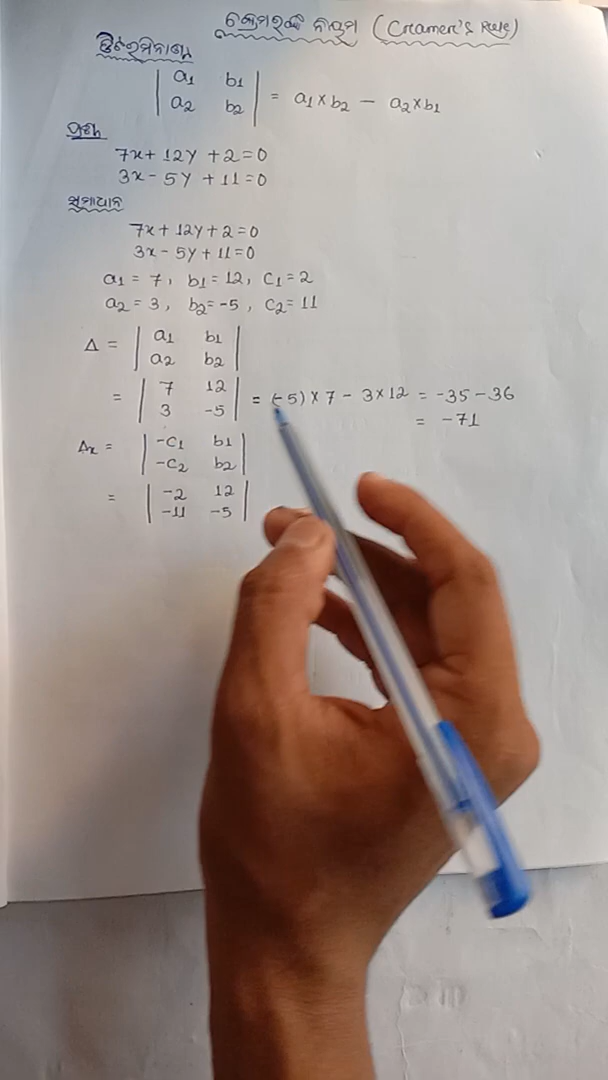 କ୍ରେମରଙ୍କ ନିୟମ (Cramer's Rule)
ଡିଟରମିନାଣ୍ଟ
| a1 b1 |
| a2 b2 | = a1 x b2 - a2 x b1
ପ୍ରଶ୍ନ
7x + 12y + 2 = 0
3x - 5y + 11 = 0
ସମାଧାନ
7x + 12y + 2 = 0
3x - 5y + 11 = 0
a1 = 7, b1 = 12, c1 = 2
a2 = 3, b2 = -5, c2 = 11
Δ = | a1 b1 |
| a2 b2 |
= | 7 12 | = (-5) x 7 - 3 x 12 = -35 - 36
| 3 -5 | = -71
Δx = | -c1 b1 |
| -c2 b2 |
= | -2 12 |
| -11 -5 |